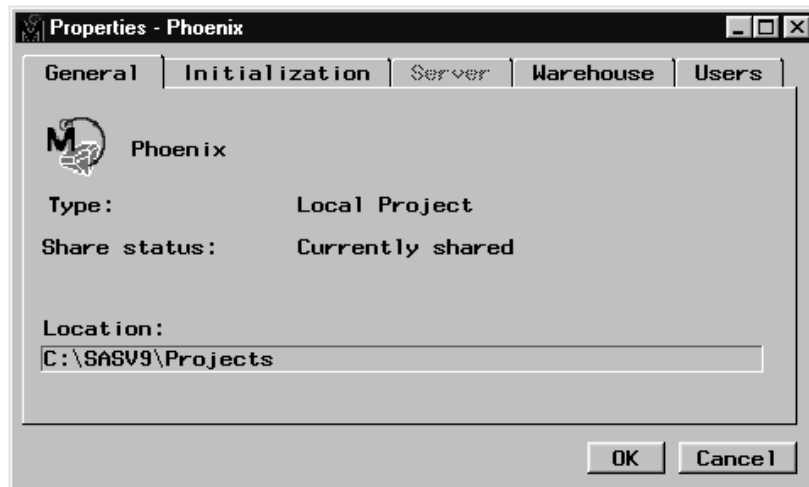 Properties - Phoenix
General Initialization Server Warehouse Users
M
Phoenix
Type: Local Project
Share status: Currently shared
Location:
C:\SASV9\Projects
OK Cancel